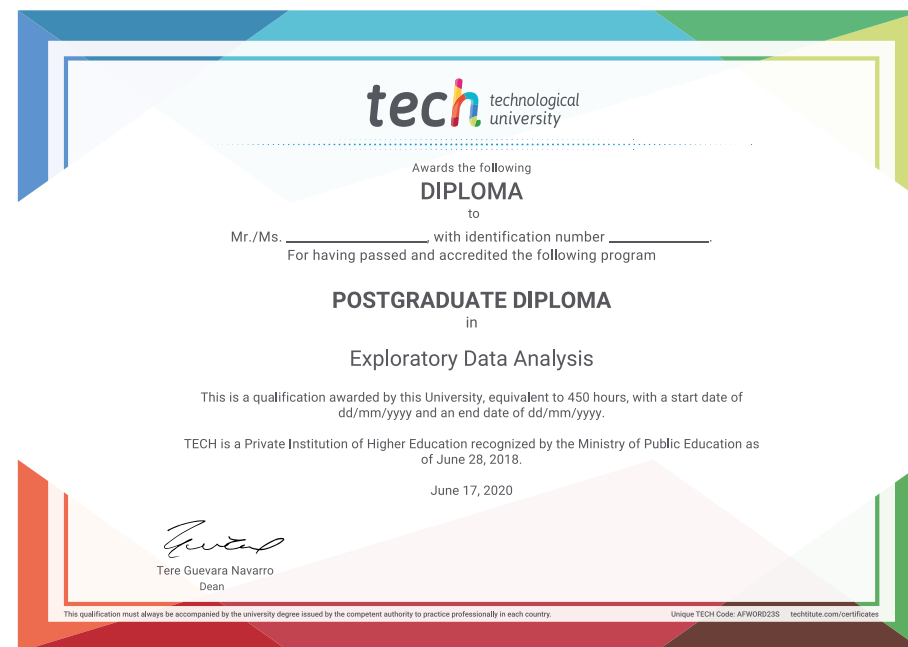 tech technological
university
Awards the following
DIPLOMA
to
Mr./Ms. ____________________, with identification number ______________.
For having passed and accredited the following program
POSTGRADUATE DIPLOMA
in
Exploratory Data Analysis
This is a qualification awarded by this University, equivalent to 450 hours, with a start date of
dd/mm/yyyy and an end date of dd/mm/yyyy.
TECH is a Private Institution of Higher Education recognized by the Ministry of Public Education as
of June 28, 2018.
June 17, 2020
Tere Guevara Navarro
Dean
This qualification must always be accompanied by the university degree issued by the competent authority to practice professionally in each country. Unique TECH Code: AFWORD23S techtitute.com/certificates